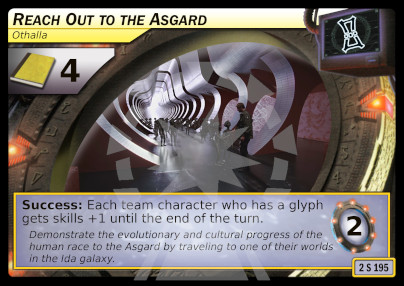 REACH OUT TO THE ASGARD
Othalla
4
Success: Each team character who has a glyph
gets skills +1 until the end of the turn.
2
Demonstrate the evolutionary and cultural progress of the
human race to the Asgard by traveling to one of their worlds
in the Ida galaxy.
2 S 195